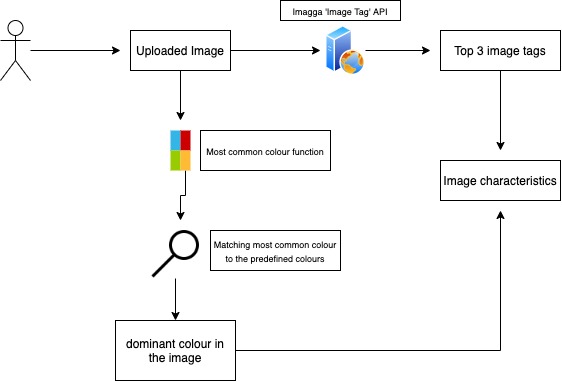 Imagga 'Image Tag' API
Uploaded Image
Top 3 image tags
Most common colour function
Image characteristics
Matching most common colour
to the predefined colours
dominant colour in
the image